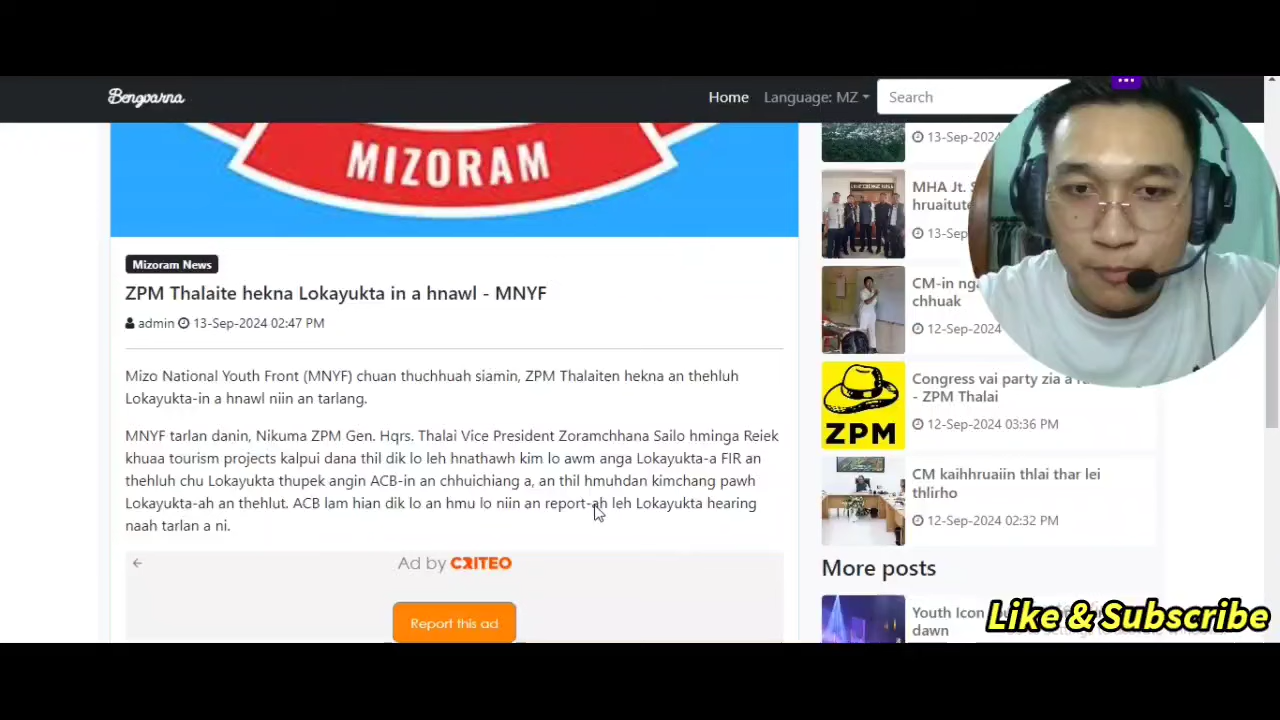 Bengvarna
Home
Language: MZ
Search
MIZORAM
Mizoram News
ZPM Thalaite hekna Lokayukta in a hnawl - MNYF
admin 13-Sep-2024 02:47 PM
Mizo National Youth Front (MNYF) chuan thuchhuah siamin, ZPM Thalaiten hekna an thehluh
Lokayukta-in a hnawl niin an tarlang.
MNYF tarlan danin, Nikuma ZPM Gen. Hqrs. Thalai Vice President Zoramchhana Sailo hminga Reiek
khuaa tourism projects kalpui dana thil dik lo leh hnathawh kim lo awm anga Lokayukta-a FIR an
thehluh chu Lokayukta thupek angin ACB-in an chhuichiang a, an thil hmuhdan kimchang pawh
Lokayukta-ah an thehlut. ACB lam hian dik lo an hmu lo niin an report-ah leh Lokayukta hearing
naah tarlan a ni.
Ad by CRITEO
Report this ad
13-Sep-2024
MHA Jt. S
hruaitute
13-Sep
CM-in nga
chhuak
12-Sep-2024
Congress vai party zia a
- ZPM Thalai
12-Sep-2024 03:36 PM
ZPM
CM kaihhruaiin thlai thar lei
thlirho
12-Sep-2024 02:32 PM
More posts
Youth Icon
dawn
Like & Subscribe